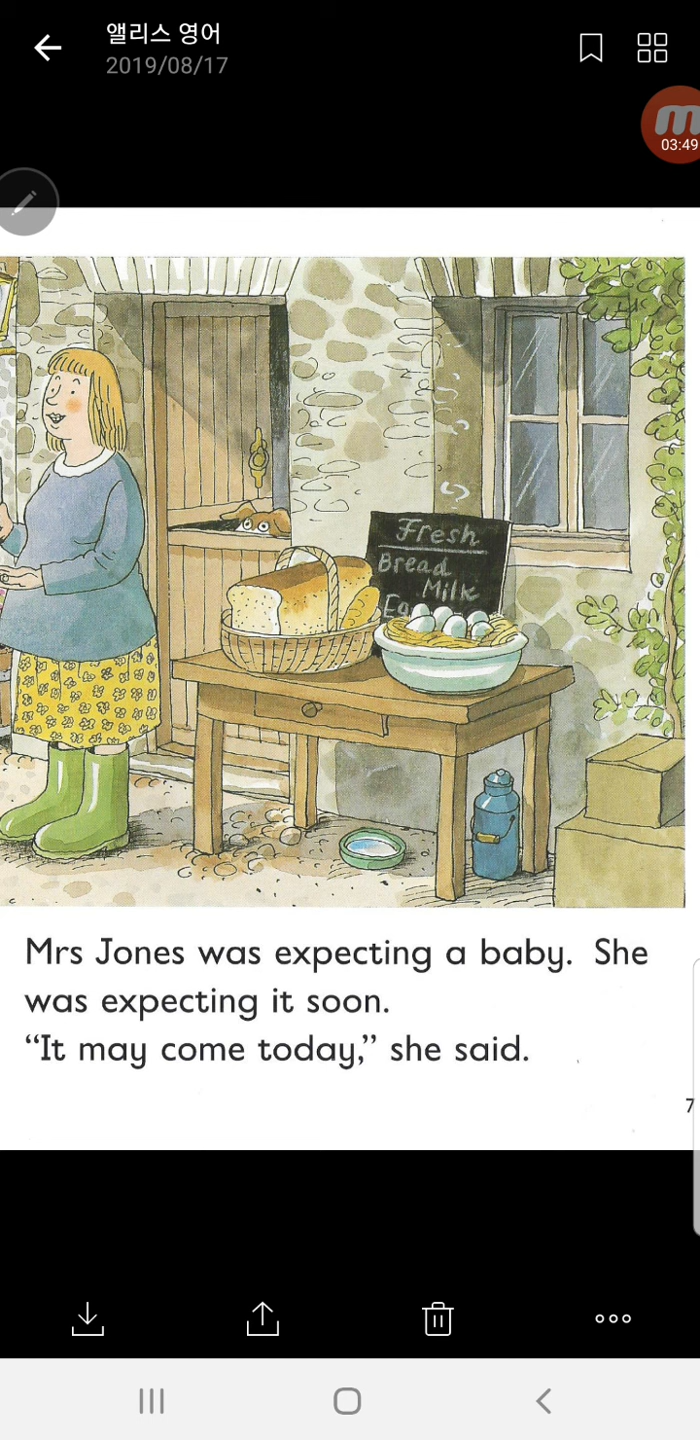 앨리스 영어
2019/08/17
03:49
Fresh
Bread
Milk
Mrs Jones was expecting a baby. She
was expecting it soon.
“It may come today,” she said.
7